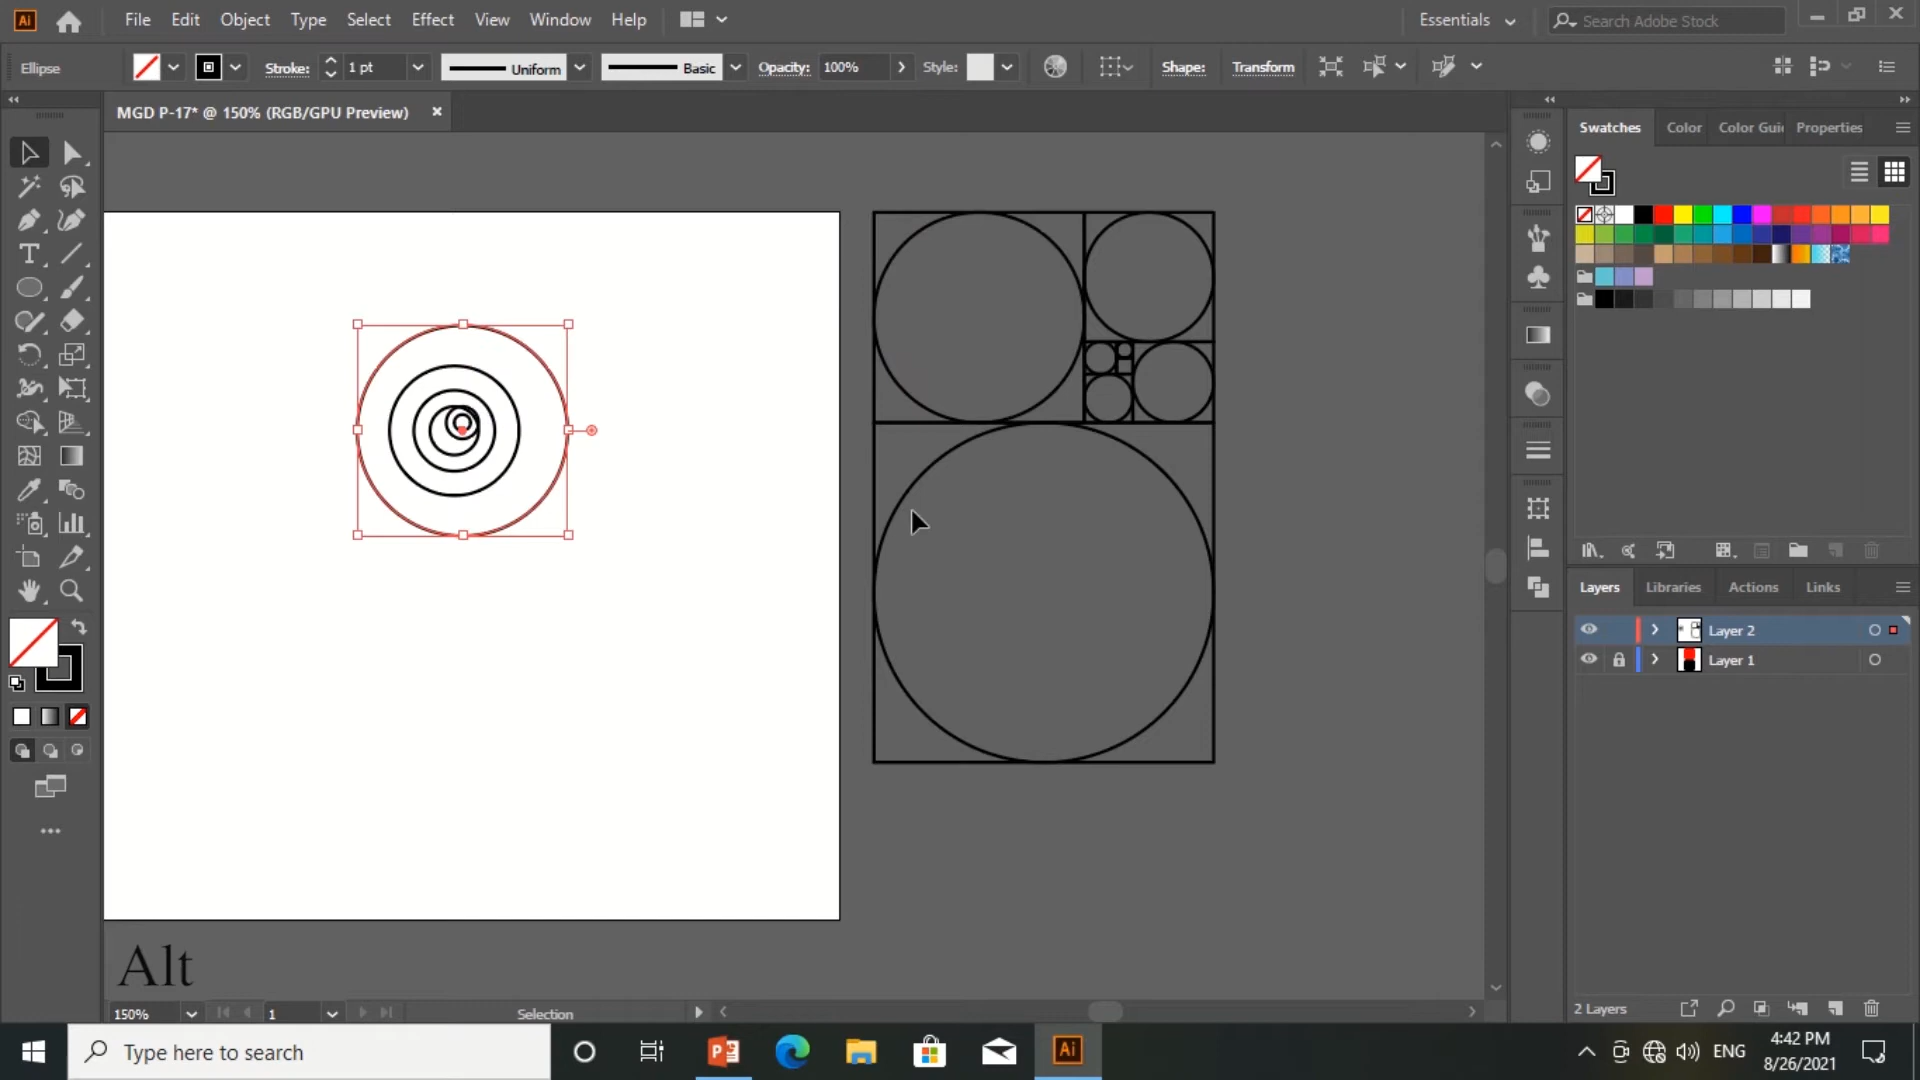 Ai File Edit Object Type Select Effect View Window Help Essentials Search Adobe Stock
Ellipse Stroke: 1 pt Uniform Basic Opacity: 100% Style: Shape: Transform
MGD P-17* @ 150% (RGB/GPU Preview)
Swatches Color Color Gui Properties
Layers Libraries Actions Links
Layer 2
Layer 1
Alt
150% 1 Selection
2 Layers
Type here to search
Ai
ENG
4:42 PM
8/26/2021